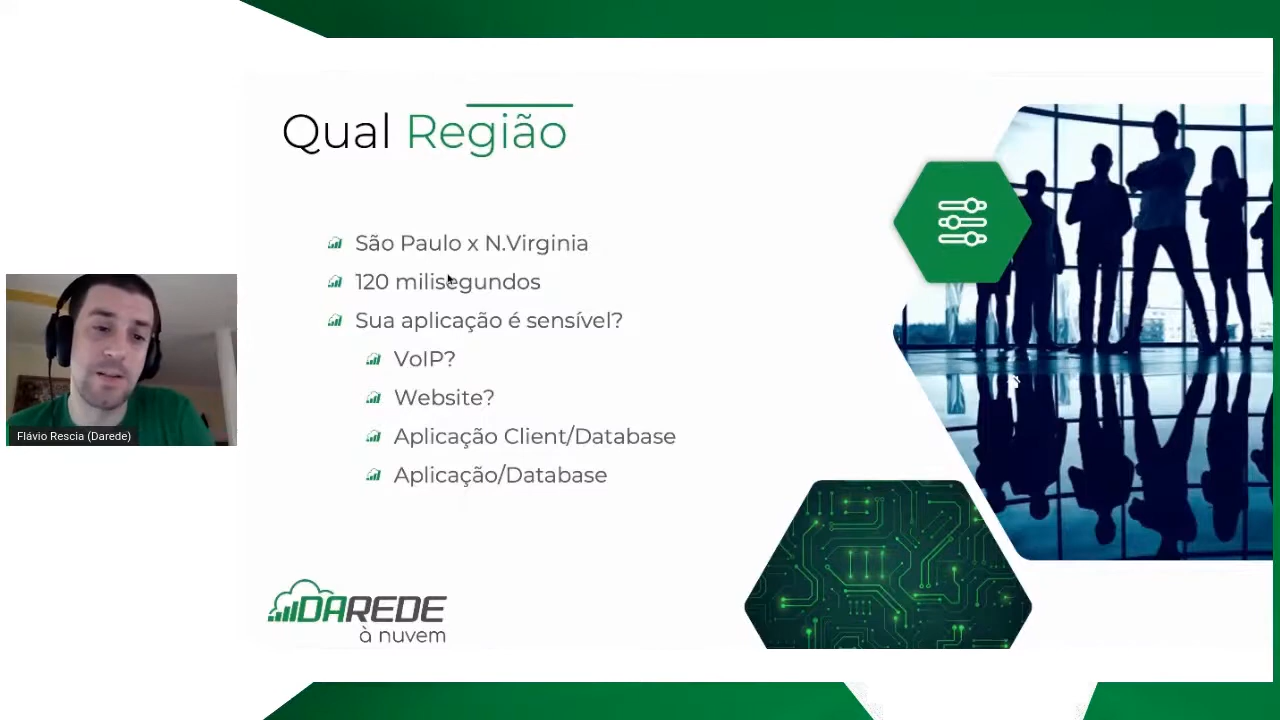 Qual Região
São Paulo x N.Virginia
120 milisegundos
Sua aplicação é sensível?
VoIP?
Website?
Aplicação Client/Database
Aplicação/Database
Flávio Rescia (Darede)
DAREDE
à nuvem